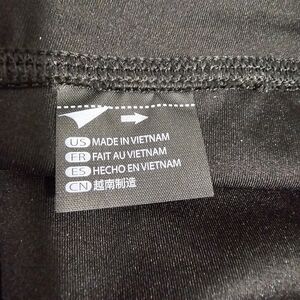 US MADE IN VIETNAM
FR FAIT AU VIETNAM
ES HECHO EN VIETNAM
CN 越南制造